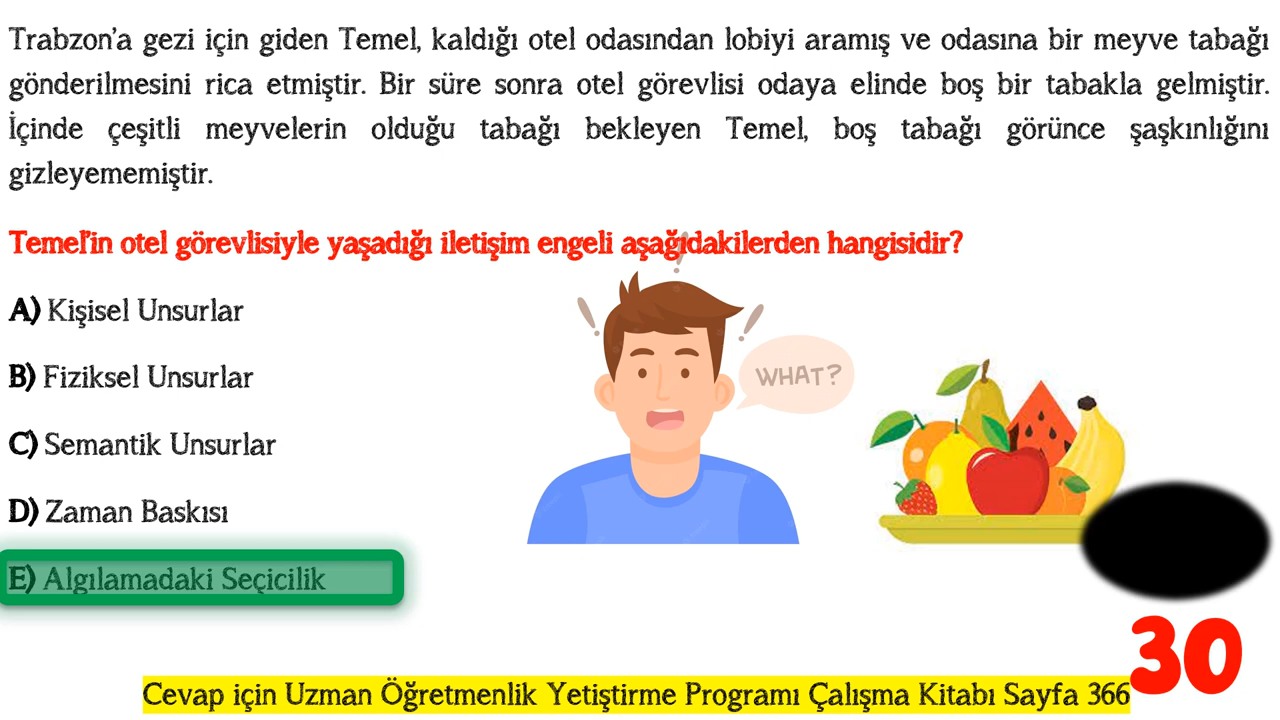 Trabzon'a gezi için giden Temel, kaldığı otel odasından lobiyi aramış ve odasına bir meyve tabağı
gönderilmesini rica etmiştir. Bir süre sonra otel görevlisi odaya elinde boş bir tabakla gelmiştir.
İçinde çeşitli meyvelerin olduğu tabağı bekleyen Temel, boş tabağı görünce şaşkınlığını
gizleyememiştir.
Temel'in otel görevlisiyle yaşadığı iletişim engeli aşağıdakilerden hangisidir?
A) Kişisel Unsurlar
B) Fiziksel Unsurlar
C) Semantik Unsurlar
D) Zaman Baskısı
E) Algılamadaki Seçicilik
WHAT?
30
Cevap için Uzman Öğretmenlik Yetiştirme Programı Çalışma Kitabı Sayfa 366